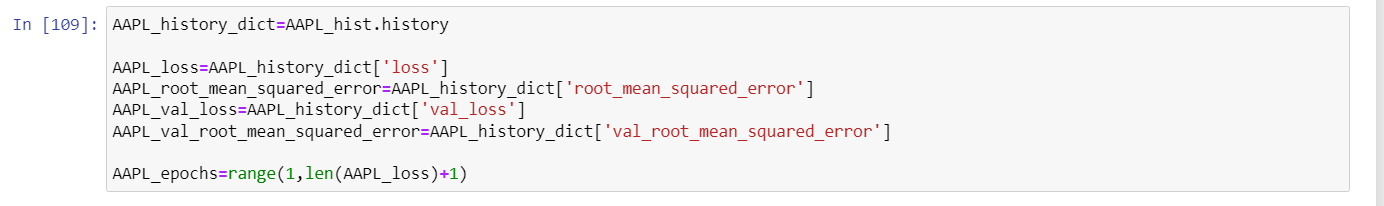 In [109]: AAPL_history_dict=AAPL_hist.history
AAPL_loss=AAPL_history_dict['loss']
AAPL_root_mean_squared_error=AAPL_history_dict['root_mean_squared_error']
AAPL_val_loss=AAPL_history_dict['val_loss']
AAPL_val_root_mean_squared_error=AAPL_history_dict['val_root_mean_squared_error']
AAPL_epochs=range(1,len(AAPL_loss)+1)